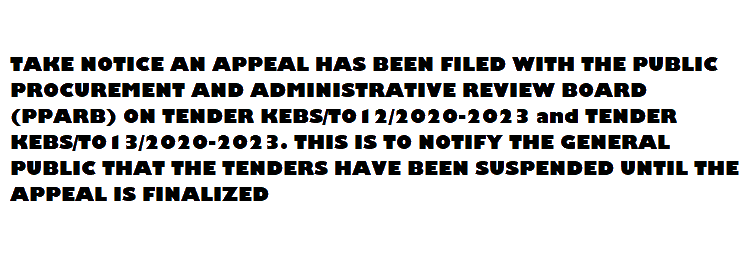 TAKE NOTICE AN APPEAL HAS BEEN FILED WITH THE PUBLIC
PROCUREMENT AND ADMINISTRATIVE REVIEW BOARD
(PPARB) ON TENDER KEBS/T012/2020-2023 and TENDER
KEBS/T013/2020-2023. THIS IS TO NOTIFY THE GENERAL
PUBLIC THAT THE TENDERS HAVE BEEN SUSPENDED UNTIL THE
APPEAL IS FINALIZED